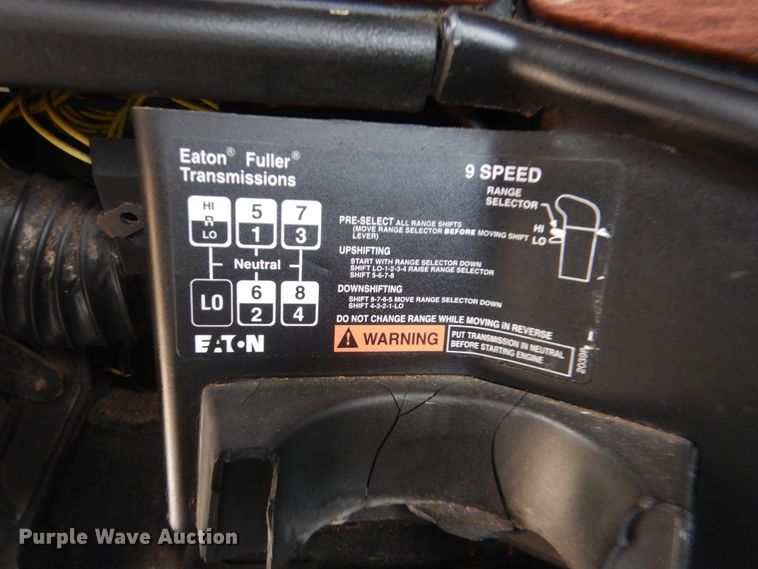 Eaton® Fuller®
Transmissions
9 SPEED
RANGE
SELECTOR
HI
LO
HI
R
LO
5
1
7
3
Neutral
LO
6
2
8
4
PRE-SELECT ALL RANGE SHIFTS
(MOVE RANGE SELECTOR BEFORE MOVING SHIFT
LEVER)
UPSHIFTING
START WITH RANGE SELECTOR DOWN
SHIFT LO-1-2-3-4 RAISE RANGE SELECTOR
SHIFT 5-6-7-8
DOWNSHIFTING
SHIFT 8-7-6-5 MOVE RANGE SELECTOR DOWN
SHIFT 4-3-2-1-LO
DO NOT CHANGE RANGE WHILE MOVING IN REVERSE
EATON
WARNING
PUT TRANSMISSION IN NEUTRAL
BEFORE STARTING ENGINE
Purple Wave Auction